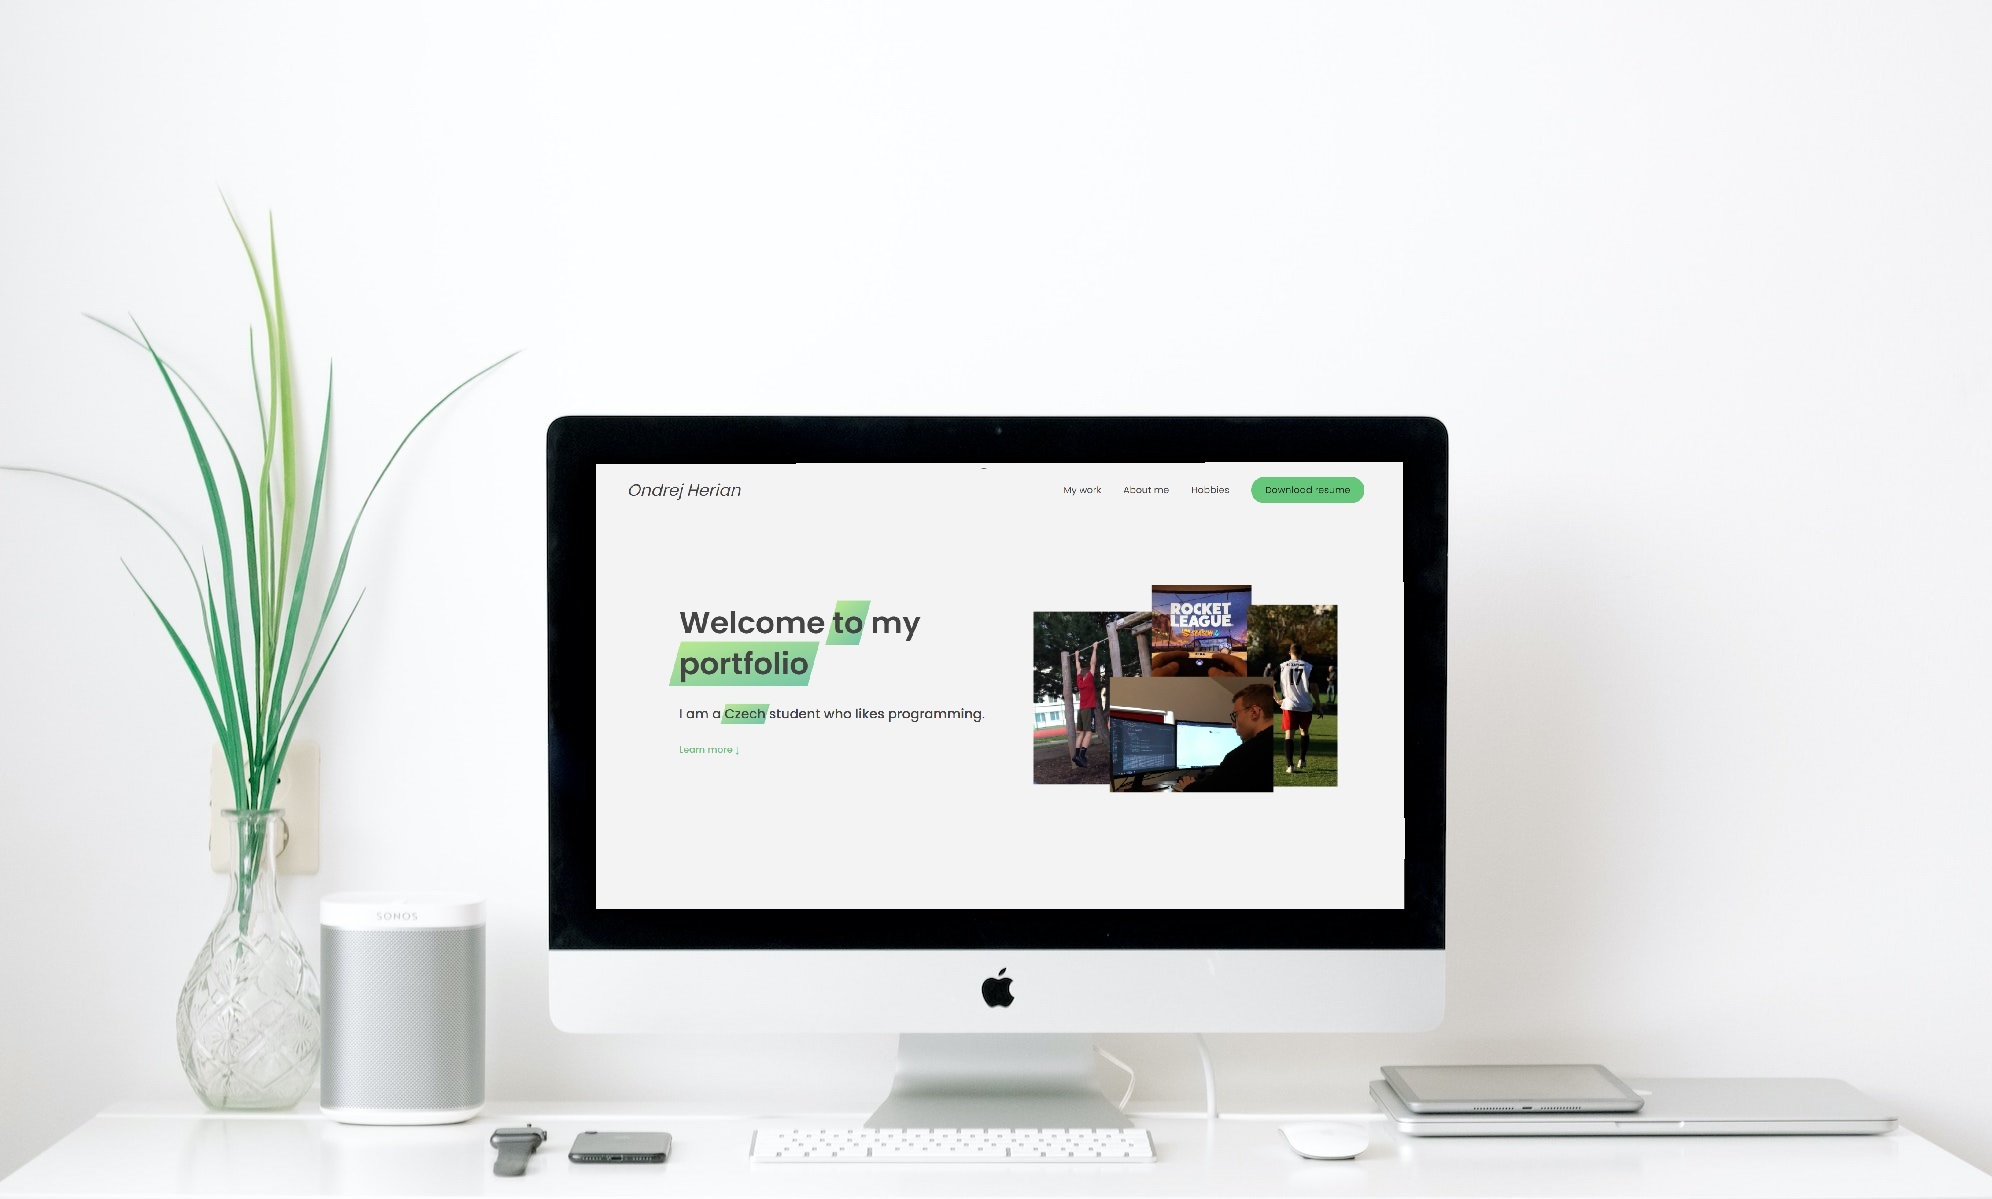 Ondrej Herian
My work About me Hobbies Download resume
Welcome to my
portfolio
I am a Czech student who likes programming.
Learn more ↓
ROCKET
LEAGUE
SEASON
17
SONOS